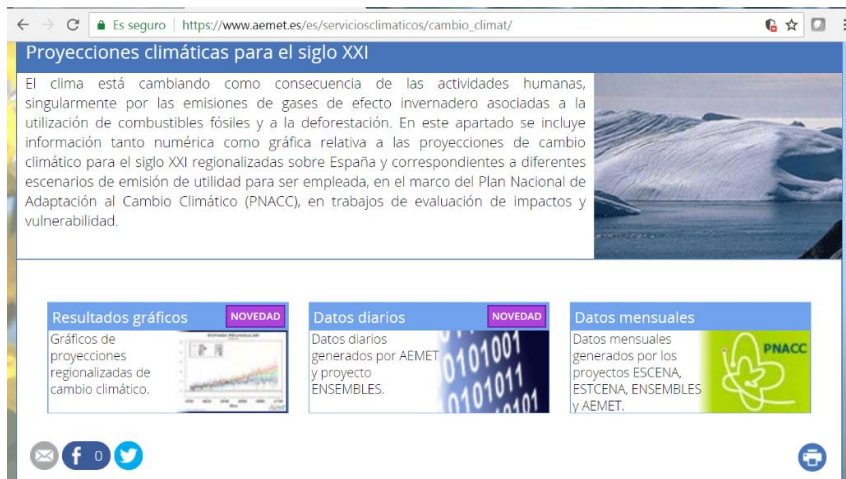 Es seguro | https://www.aemet.es/es/serviciosclimaticos/cambio_climat/
Proyecciones climáticas para el siglo XXI
El clima está cambiando como consecuencia de las actividades humanas,
singularmente por las emisiones de gases de efecto invernadero asociadas a la
utilización de combustibles fósiles y a la deforestación. En este apartado se incluye
información tanto numérica como gráfica relativa a las proyecciones de cambio
climático para el siglo XXI regionalizadas sobre España y correspondientes a diferentes
escenarios de emisión de utilidad para ser empleada, en el marco del Plan Nacional de
Adaptación al Cambio Climático (PNACC), en trabajos de evaluación de impactos y
vulnerabilidad.
Resultados gráficos
NOVEDAD
Gráficos de
proyecciones
regionalizadas de
cambio climático.
Datos diarios
NOVEDAD
Datos diarios
generados por AEMET
y proyecto
ENSEMBLES.
0101001
01011
010101
Datos mensuales
Datos mensuales
generados por los
proyectos ESCENA,
ESTCENA, ENSEMBLES
y AEMET.
PNACC
f 0